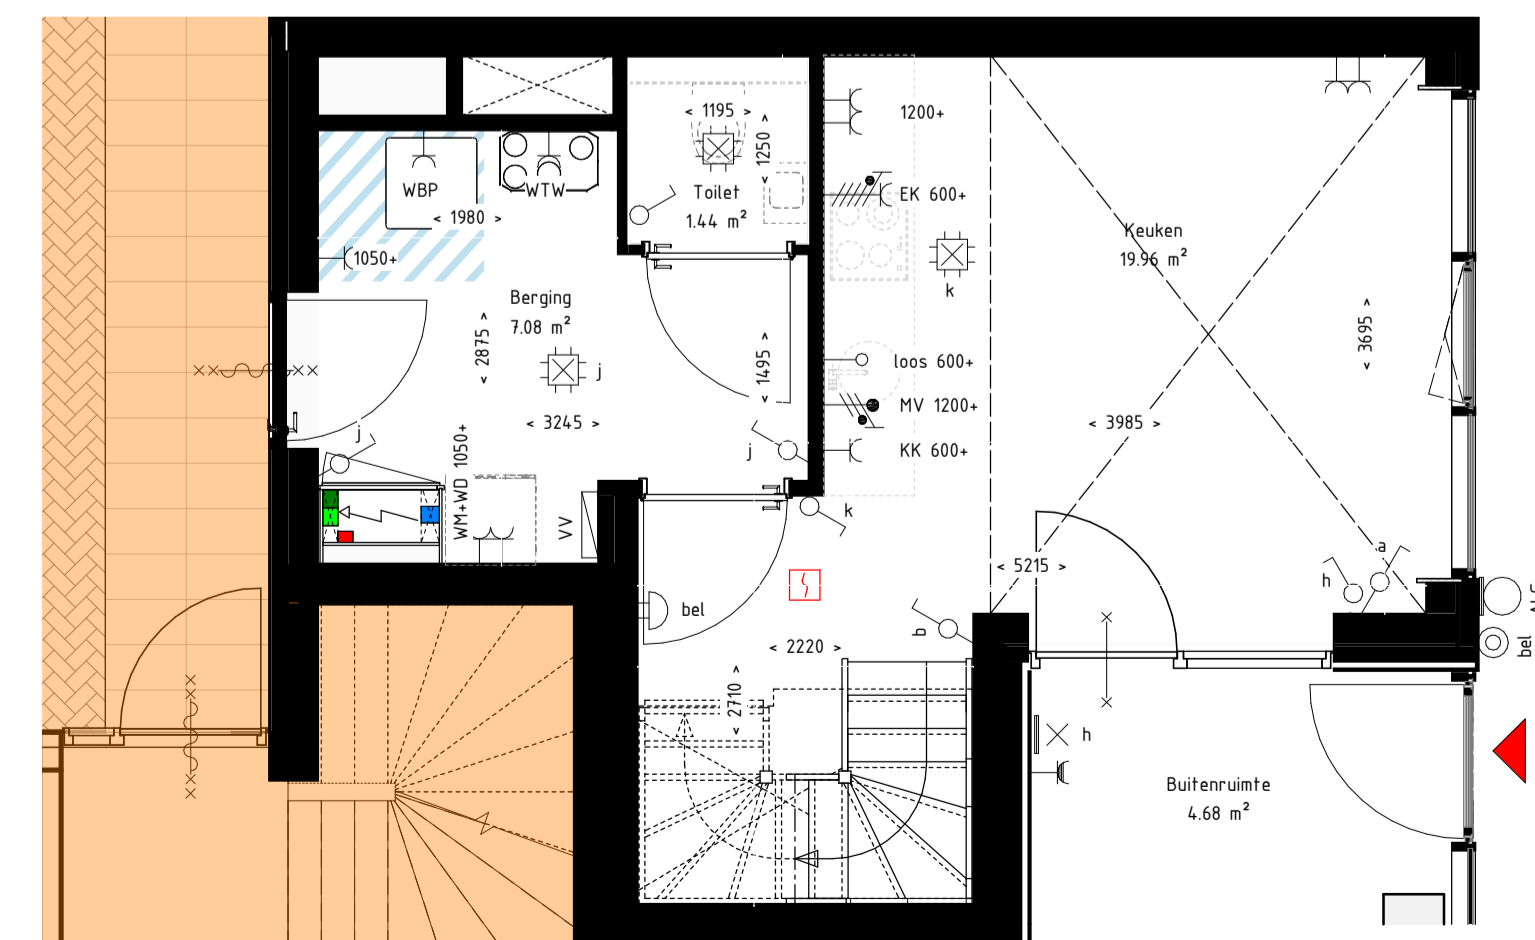 < 1195 >
1250 >
1200+
WBP
WTW
Toilet
1.44 m²
EK 600+
< 1980 >
Keuken
19.96 m²
1050+
k
Berging
7.08 m²
< 2875 >
< 1495 >
< 3695 >
loos 600+
j
MV 1200+
< 3245 >
< 3985 >
j
j
KK 600+
WM+WD 1050+
VV
k
a
< 5215 >
h
bel
b
bel
< 2220 >
< 2710 >
h
Buitenruimte
4.68 m²